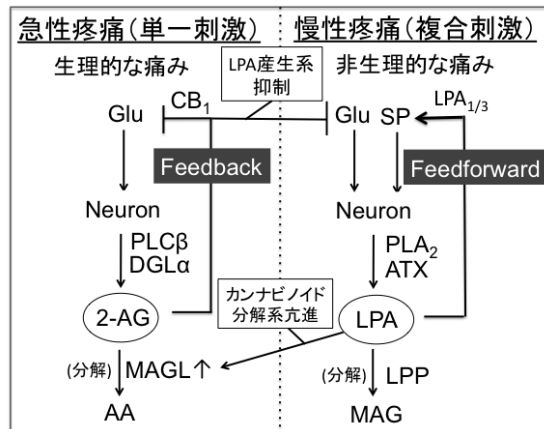 急性疼痛(単一刺激)
生理的な痛み
慢性疼痛(複合刺激)
非生理的な痛み
LPA産生系
抑制
Glu
CB₁
Feedback
Neuron
PLCβ
DGLα
2-AG
(分解)
MAGL↑
AA
カンナビノイド
分解系亢進
Glu SP
LPA₁/₃
Feedforward
Neuron
PLA₂
ATX
LPA
(分解)
LPP
MAG